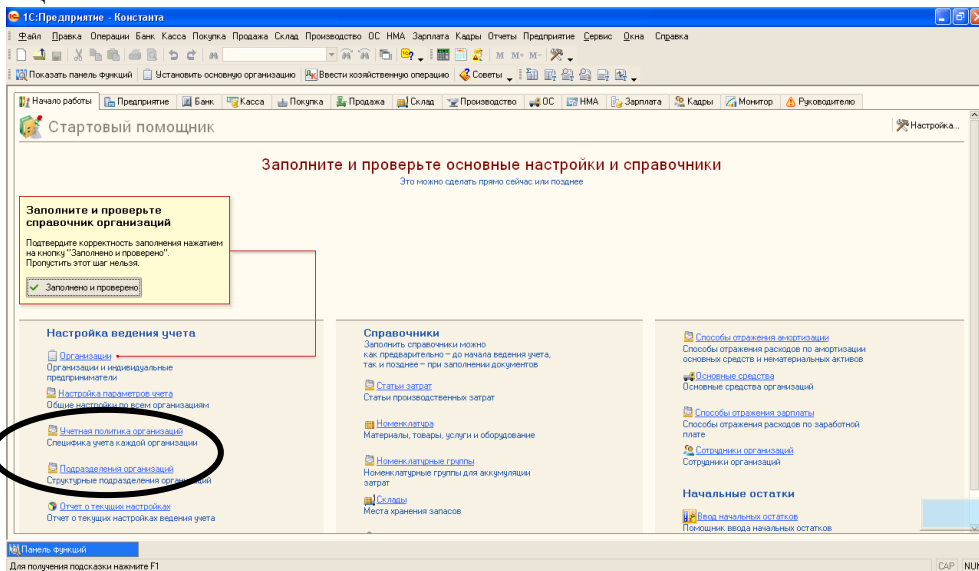 1С:Предприятие - Константа
Файл Правка Операции Банк Касса Покупка Продажа Склад Производство ОС НМА Зарплата Кадры Отчеты Предприятие Сервис Окна Справка
M M+ M-
Показать панель функций Установить основную организацию Ввести хозяйственную операцию Советы
Начало работы Предприятие Банк Касса Покупка Продажа Склад Производство ОС НМА Зарплата Кадры Монитор Руководителю
Стартовый помощник
Настройка...
Заполните и проверьте основные настройки и справочники
Это можно сделать прямо сейчас или позднее
Заполните и проверьте
справочник организаций
Подтвердите корректность заполнения нажатием
на кнопку "Заполнено и проверено".
Пропустить этот шаг нельзя.
Заполнено и проверено
Настройка ведения учета
Организации
Организации и индивидуальные
предприниматели
Настройка параметров учета
Общие настройки по всем организациям
Учетная политика организаций
Специфика учета каждой организации
Подразделения организаций
Структурные подразделения организаций
Отчет о текущих настройках
Отчет о текущих настройках ведения учета
Справочники
Заполнить справочники можно
как предварительно - до начала ведения учета,
так и позднее - при заполнении документов
Статьи затрат
Статьи производственных затрат
Номенклатура
Материалы, товары, услуги и оборудование
Номенклатурные группы
Номенклатурные группы для аккумуляции
затрат
Склады
Места хранения запасов
Способы отражения амортизации
Способы отражения расходов по амортизации
основных средств и нематериальных активов
Основные средства
Основные средства организаций
Способы отражения зарплаты
Способы отражения расходов по заработной
плате
Сотрудники организаций
Сотрудники организаций
Начальные остатки
Ввод начальных остатков
Помощник ввода начальных остатков
Панель функций
Для получения подсказки нажмите F1
CAP NUM